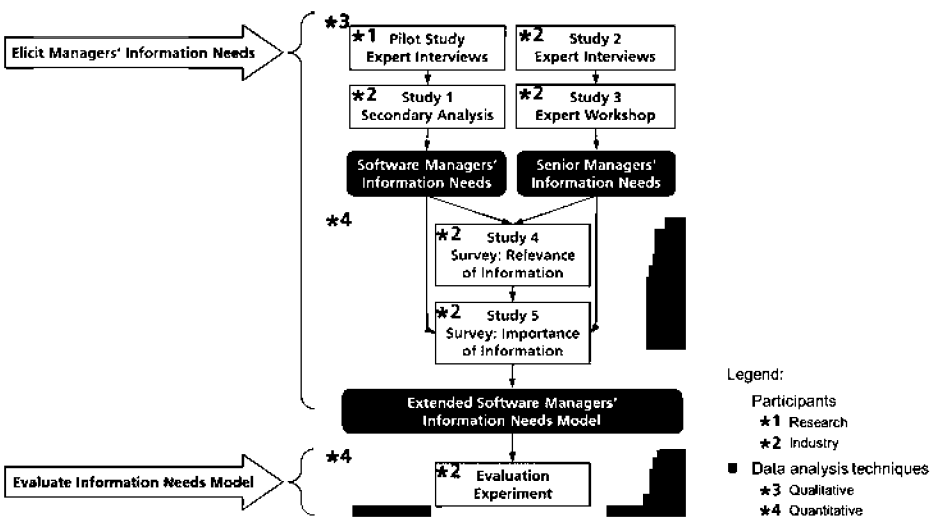 Elicit Managers' Information Needs
*3
*1 Pilot Study
Expert Interviews
*2 Study 2
Expert Interviews
*2 Study 1
Secondary Analysis
*2 Study 3
Expert Workshop
Software Managers'
Information Needs
Senior Managers'
Information Needs
*4
*2 Study 4
Survey: Relevance
of Information
*2 Study 5
Survey: Importance
of Information
Extended Software Managers'
Information Needs Model
Evaluate Information Needs Model
*4
*2 Evaluation
Experiment
Legend:
Participants
*1 Research
*2 Industry
Data analysis techniques
*3 Qualitative
*4 Quantitative